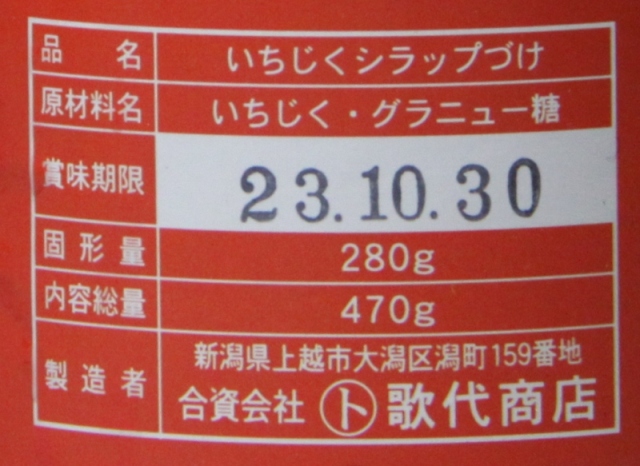 品名 いちじくシラップづけ
原材料名 いちじく・グラニュー糖
賞味期限 23.10.30
固形量 280g
内容総量 470g
製造者 新潟県上越市大潟区潟町159番地
合資会社 ㋣ 歌代商店